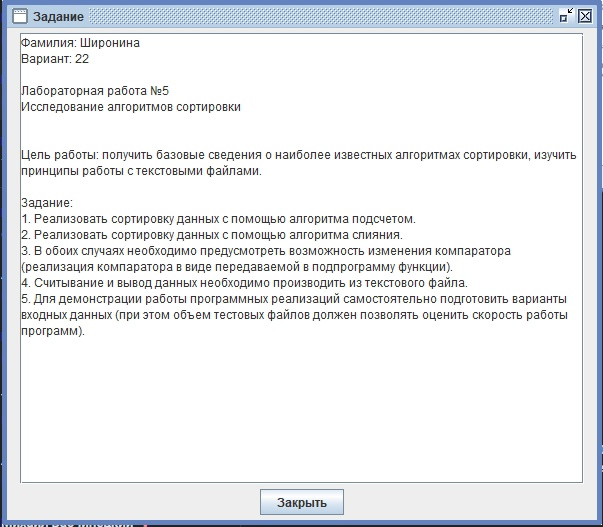 Задание
Фамилия: Широнина
Вариант: 22
Лабораторная работа №5
Исследование алгоритмов сортировки
Цель работы: получить базовые сведения о наиболее известных алгоритмах сортировки, изучить
принципы работы с текстовыми файлами.
Задание:
1. Реализовать сортировку данных с помощью алгоритма подсчетом.
2. Реализовать сортировку данных с помощью алгоритма слияния.
3. В обоих случаях необходимо предусмотреть возможность изменения компаратора
(реализация компаратора в виде передаваемой в подпрограмму функции).
4. Считывание и вывод данных необходимо производить из текстового файла.
5. Для демонстрации работы программных реализаций самостоятельно подготовить варианты
входных данных (при этом объем тестовых файлов должен позволять оценить скорость работы
программ).
Закрыть